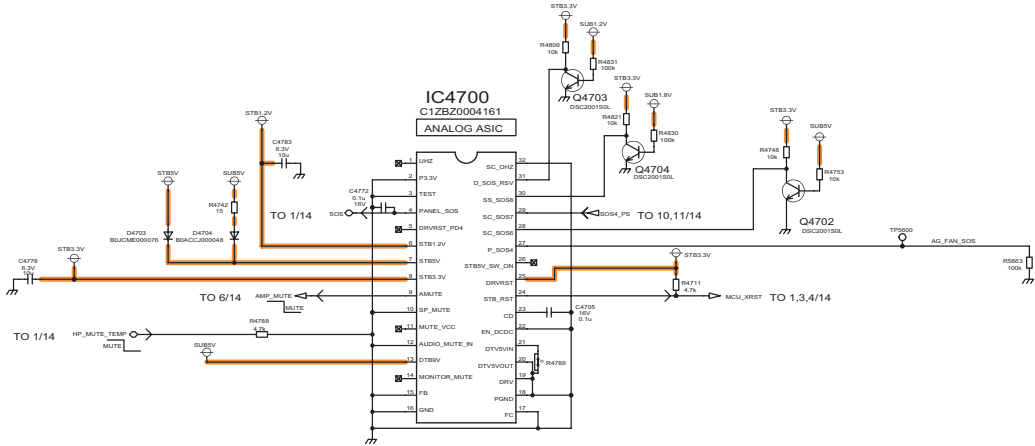 STB3.3V
SUB1.2V
R4809
10k
R4831
100k
Q4703
DSC2001S0L
STB3.3V
SUB1.8V
R4821
10k
R4830
100k
Q4704
DSC2001S0L
STB3.3V
SUB5V
R4748
10k
R4753
10k
Q4702
DSC2001S0L
IC4700
C1ZBZ0004161
ANALOG ASIC
STB1.2V
C4783
6.3V
10u
STB5V
SUB5V
R4742
15
TO 1/14
D4703
B0JCME000076
D4704
B0ACCJ000048
C4772
0.1u
16V
SOS
STB3.3V
C4778
6.3V
10u
TO 6/14
AMP_MUTE
MUTE
TO 1/14
HP_MUTE_TEMP
MUTE
R4788
4.7k
SUB5V
1 UHZ
2 P3.3V
3 TEST
4 PANEL_SOS
5 DRVRST_PD4
6 STB1.2V
7 STB5V
8 STB3.3V
9 AMUTE
10 SP_MUTE
11 MUTE_VCC
12 AUDIO_MUTE_IN
13 DTB9V
14 MONITOR_MUTE
15 FB
16 GND
SC_OHZ 32
D_SOS_RSV 31
SS_SOS8 30
SC_SOS7 29
SC_SOS6 28
P_SOS4 27
STB5V_SW_ON 26
DRVRST 25
STB_RST 24
CD 23
EN_DCDC 22
DTV5VIN 21
DTV5VOUT 20
DRV 19
PGND 18
FC 17
SOS4_PS
TO 10,11/14
TP5600
AG_FAN_SOS
R5663
100k
STB3.3V
R4711
4.7k
MCU_XRST
TO 1,3,4/14
C4705
16V
0.1u
R4789